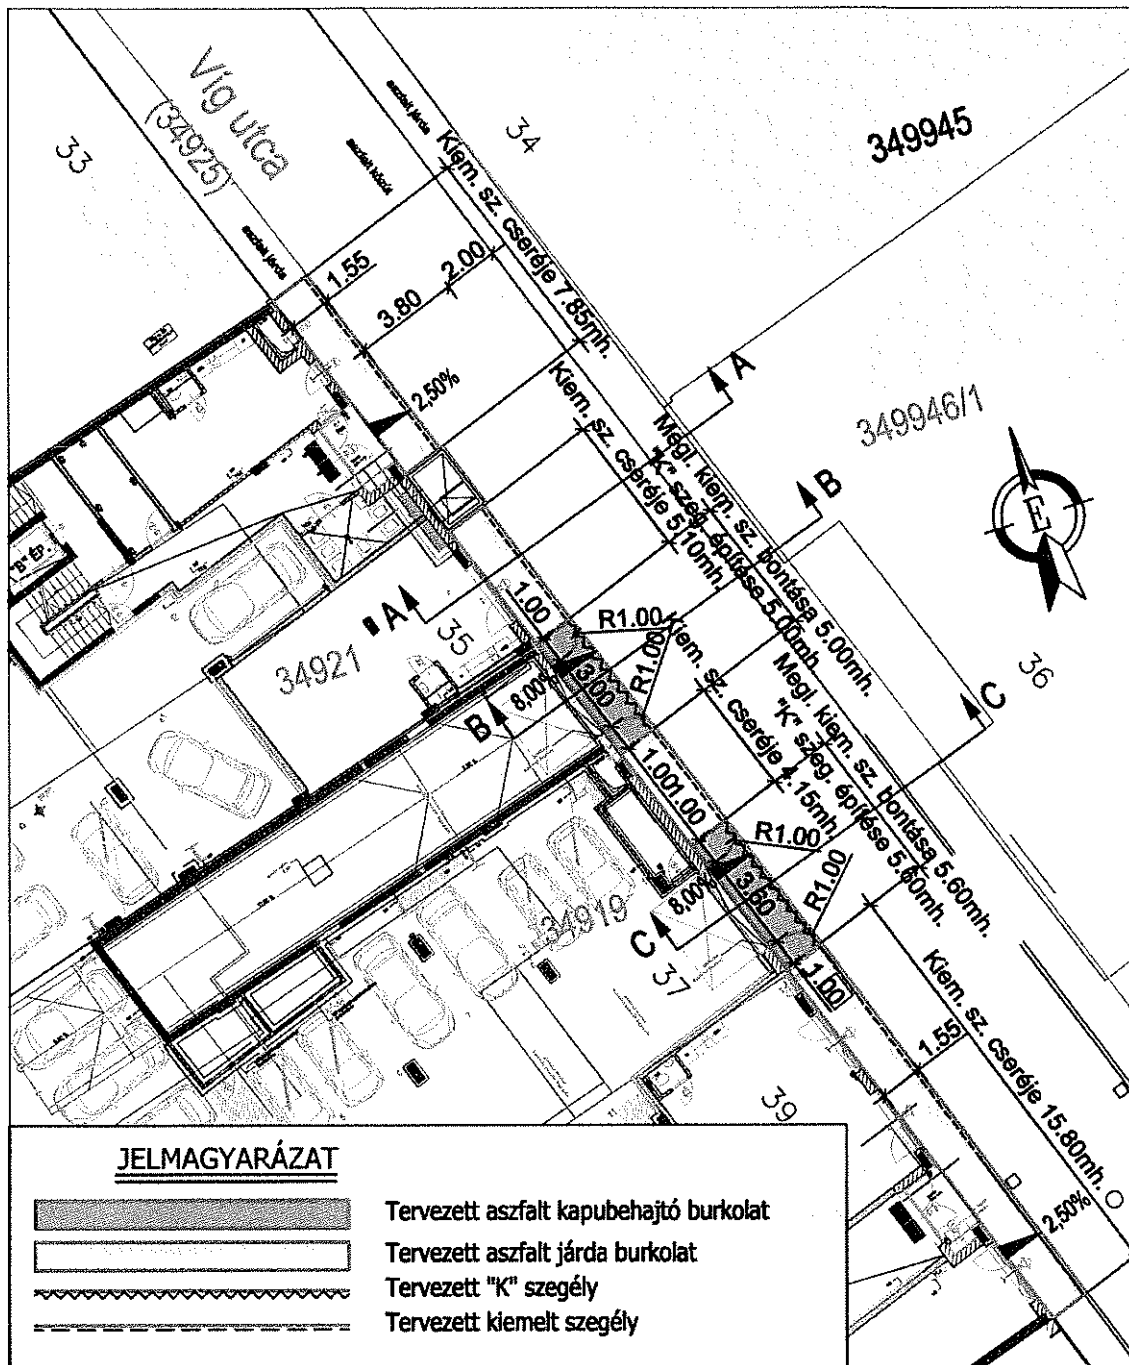 Víg utca
(34925)
33
34
349945
aszfalt járda
aszfalt közút
aszfalt járda
Kiem. sz. cseréje 7.85mh.
1.55
3.80
2.00
2,50%
A
349946/1
Kiem. sz. cseréje 5.10mh.
Megl. kiem. sz. bontása 5.00mh.
"K" szeg. építése 5.00mh.
B
E
"B" ÉP.
A
35
34921
1.00
R1.00
R1.00
3.00
8,00%
B
Kiem. sz. cseréje 4.15mh.
Megl. kiem. sz. bontása 5.60mh.
"K" szeg. építése 5.60mh.
36
C
1.00
1.00
R1.00
R1.00
3.60
8,00%
C
34919
37
1.00
Kiem. sz. cseréje 15.80mh.
1.55
39
2,50%
JELMAGYARÁZAT
Tervezett aszfalt kapubehajtó burkolat
Tervezett aszfalt járda burkolat
Tervezett "K" szegély
Tervezett kiemelt szegély